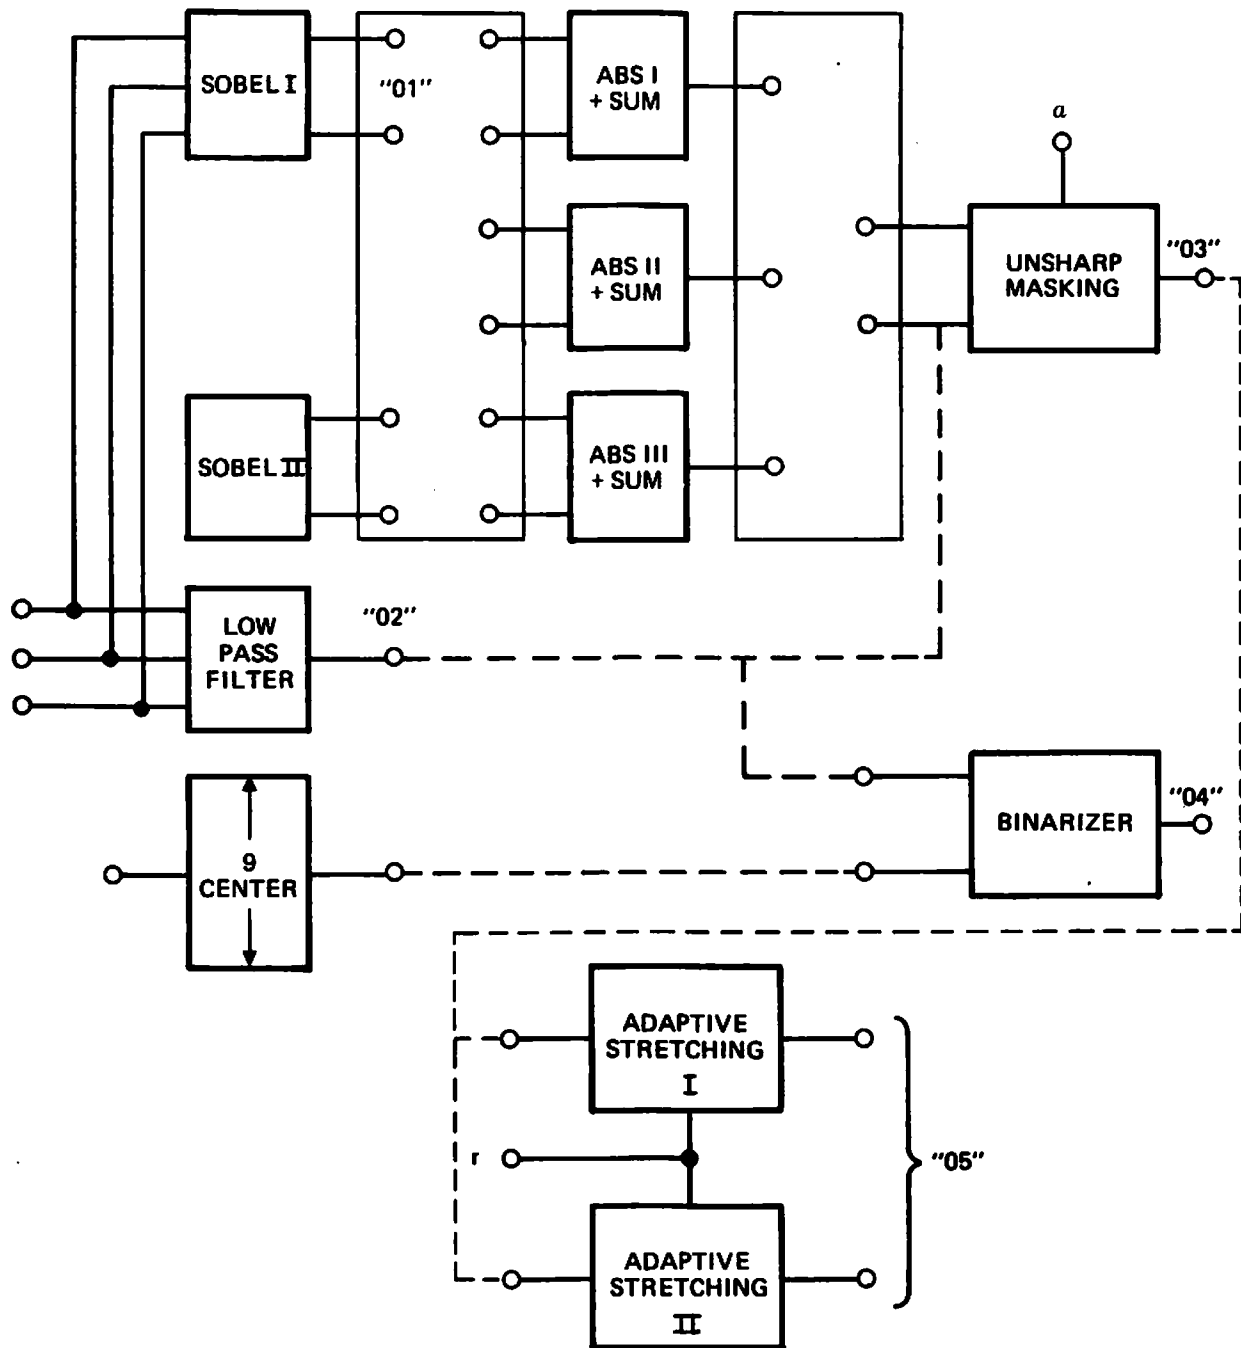 SOBEL I
"01"
ABS I
+ SUM
a
ABS II
+ SUM
UNSHARP
MASKING
"03"
SOBEL II
ABS III
+ SUM
LOW
PASS
FILTER
"02"
9
CENTER
BINARIZER
"04"
ADAPTIVE
STRETCHING
I
r
"05"
ADAPTIVE
STRETCHING
II